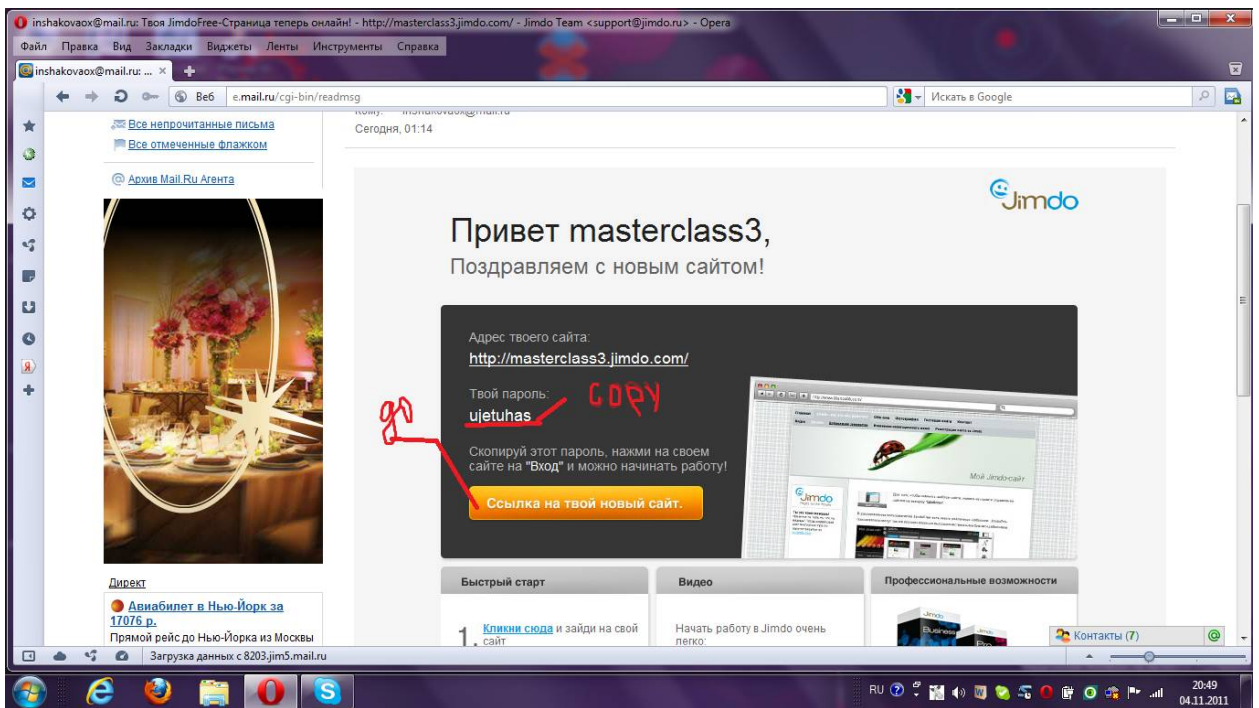 inshakovaox@mail.ru: Твоя JimdoFree-Страница теперь онлайн! - http://masterclass3.jimdo.com/ - Jimdo Team <support@jimdo.ru> - Opera
Файл Правка Вид Закладки Виджеты Ленты Инструменты Справка
inshakovaox@mail.ru: ...
Веб e.mail.ru/cgi-bin/readmsg
Искать в Google
Все непрочитанные письма
Все отмеченные флажком
Архив Mail.Ru Агента
Сегодня, 01:14
Jimdo
Привет masterclass3,
Поздравляем с новым сайтом!
Адрес твоего сайта:
http://masterclass3.jimdo.com/
Твой пароль:
ujetuhas
copy
go
Скопируй этот пароль, нажми на своем
сайте на "Вход" и можно начинать работу!
Ссылка на твой новый сайт.
Мой Jimdo-сайт
Jimdo
Быстрый старт
Видео
Профессиональные возможности
1. Кликни сюда и зайди на свой
сайт
Начать работу в Jimdo очень
легко:
Jimdo
Business
Jimdo
Pro
Директ
Авиабилет в Нью-Йорк за
17076 р.
Прямой рейс до Нью-Йорка из Москвы
Контакты (7)
Загрузка данных с 8203.jim5.mail.ru
RU
20:49
04.11.2011